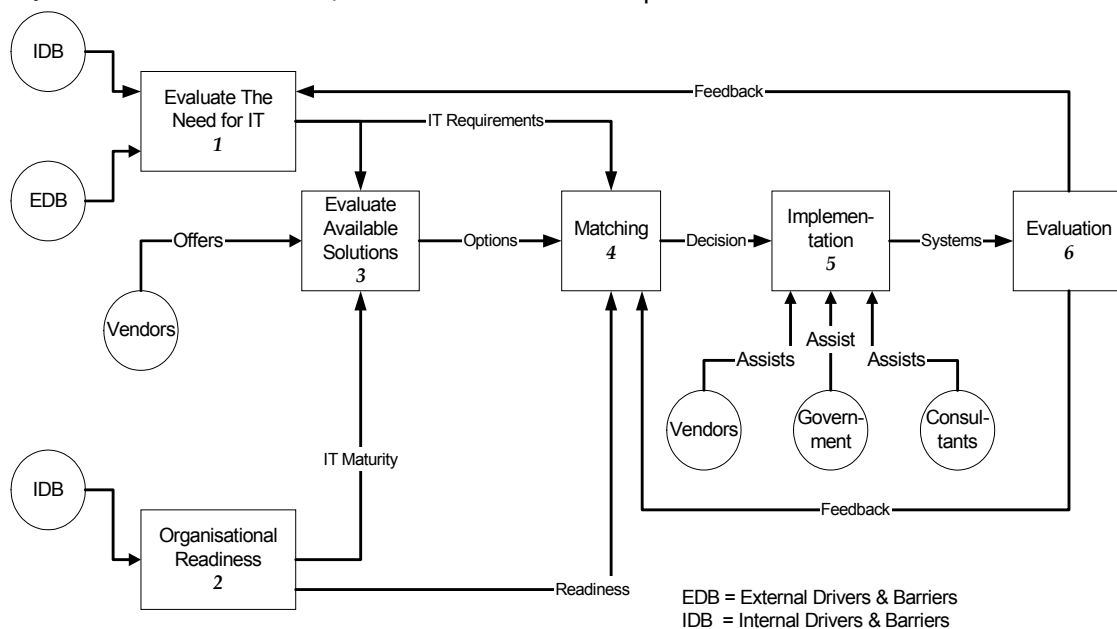 IDB
Evaluate The
Need for IT
1
EDB
Feedback
IT Requirements
Evaluate
Available
Solutions
3
Offers
Vendors
Options
Matching
4
Decision
Implemen-
tation
5
Systems
Evaluation
6
Assists
Assist
Assists
Vendors
Govern-
ment
Consul-
tants
IT Maturity
IDB
Organisational
Readiness
2
Readiness
Feedback
EDB = External Drivers & Barriers
IDB = Internal Drivers & Barriers